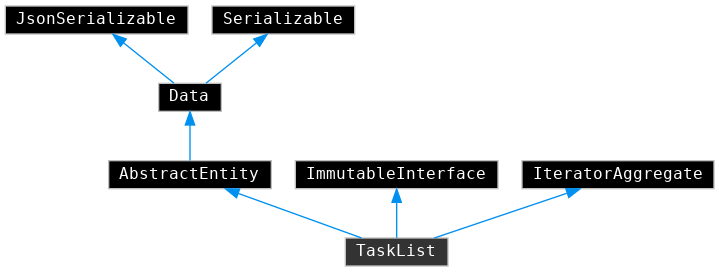 JsonSerializable
Serializable
Data
AbstractEntity
ImmutableInterface
IteratorAggregate
TaskList